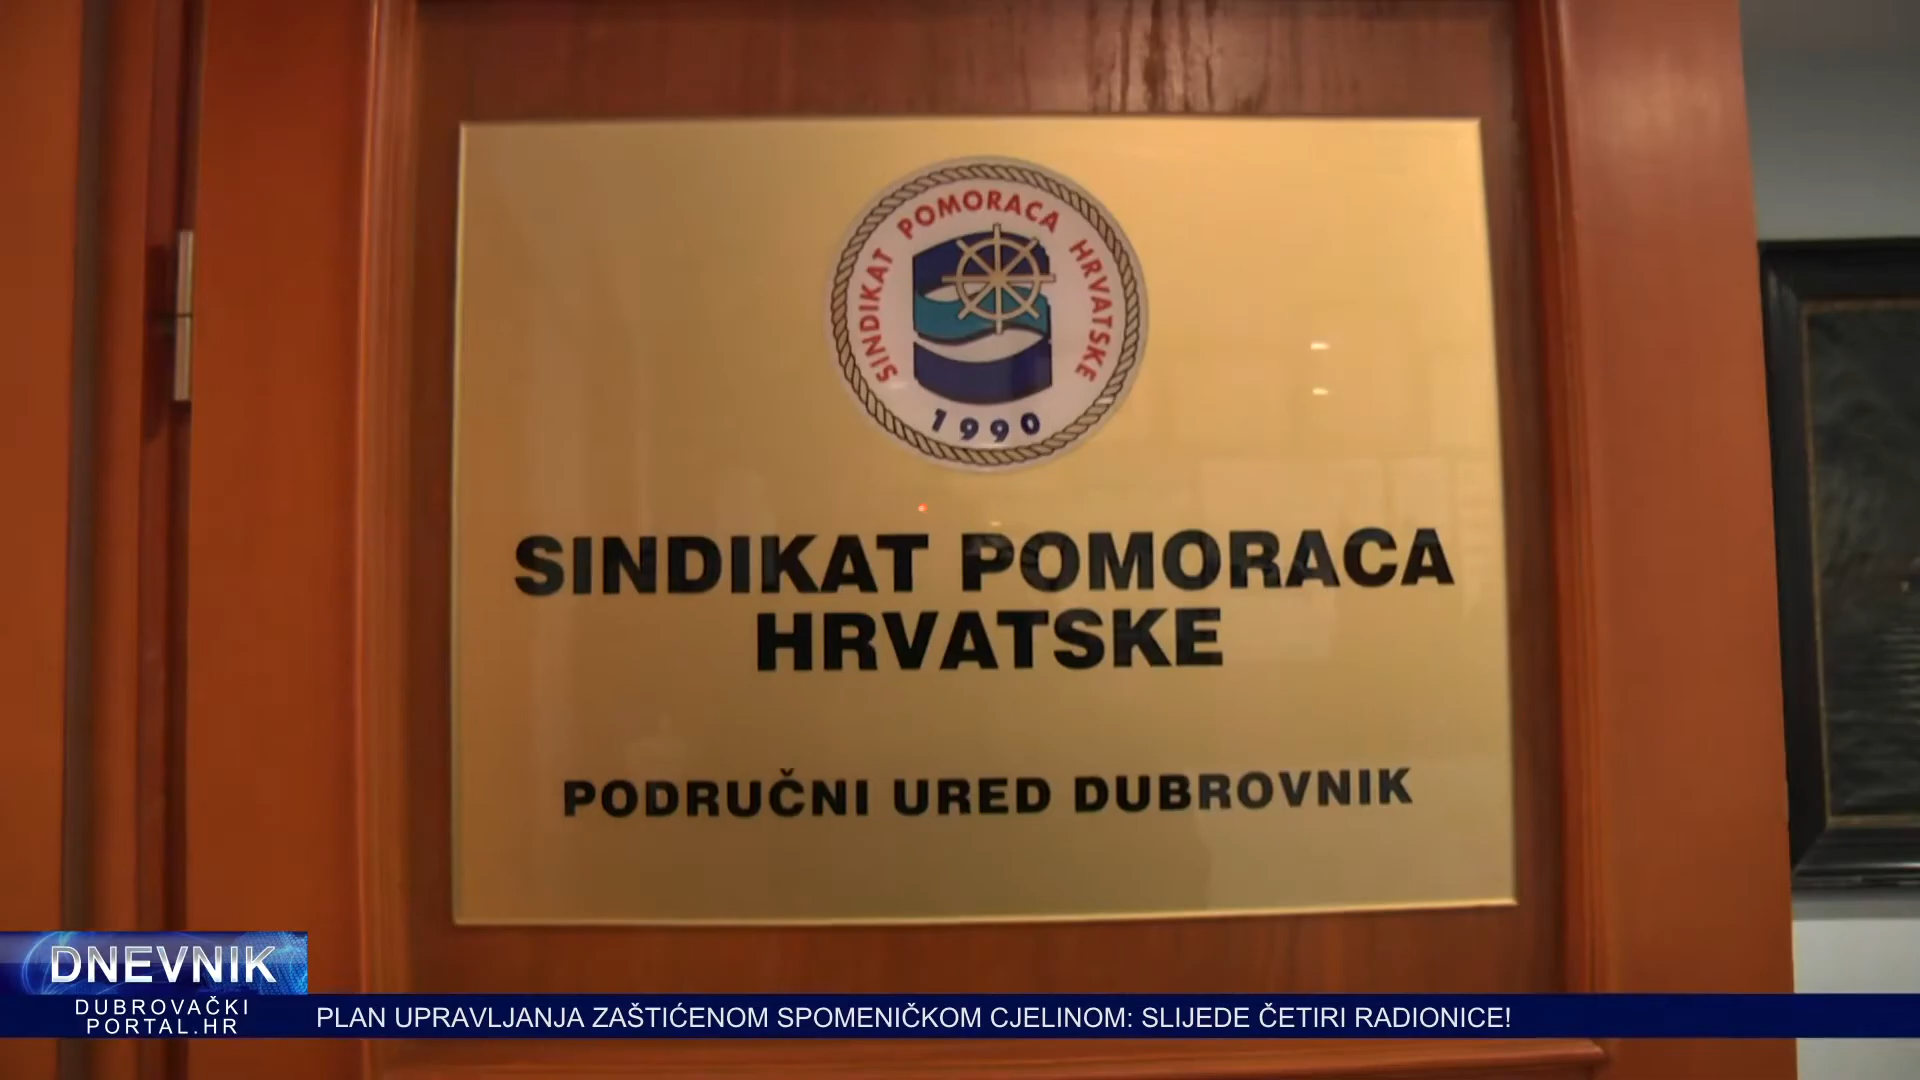 SINDIKAT POMORACA HRVATSKE
1990
SINDIKAT POMORACA
HRVATSKE
PODRUČNI URED DUBROVNIK
DNEVNIK
DUBROVAČKI
PORTAL.HR
PLAN UPRAVLJANJA ZAŠTIĆENOM SPOMENIČKOM CJELINOM: SLIJEDE ČETIRI RADIONICE!